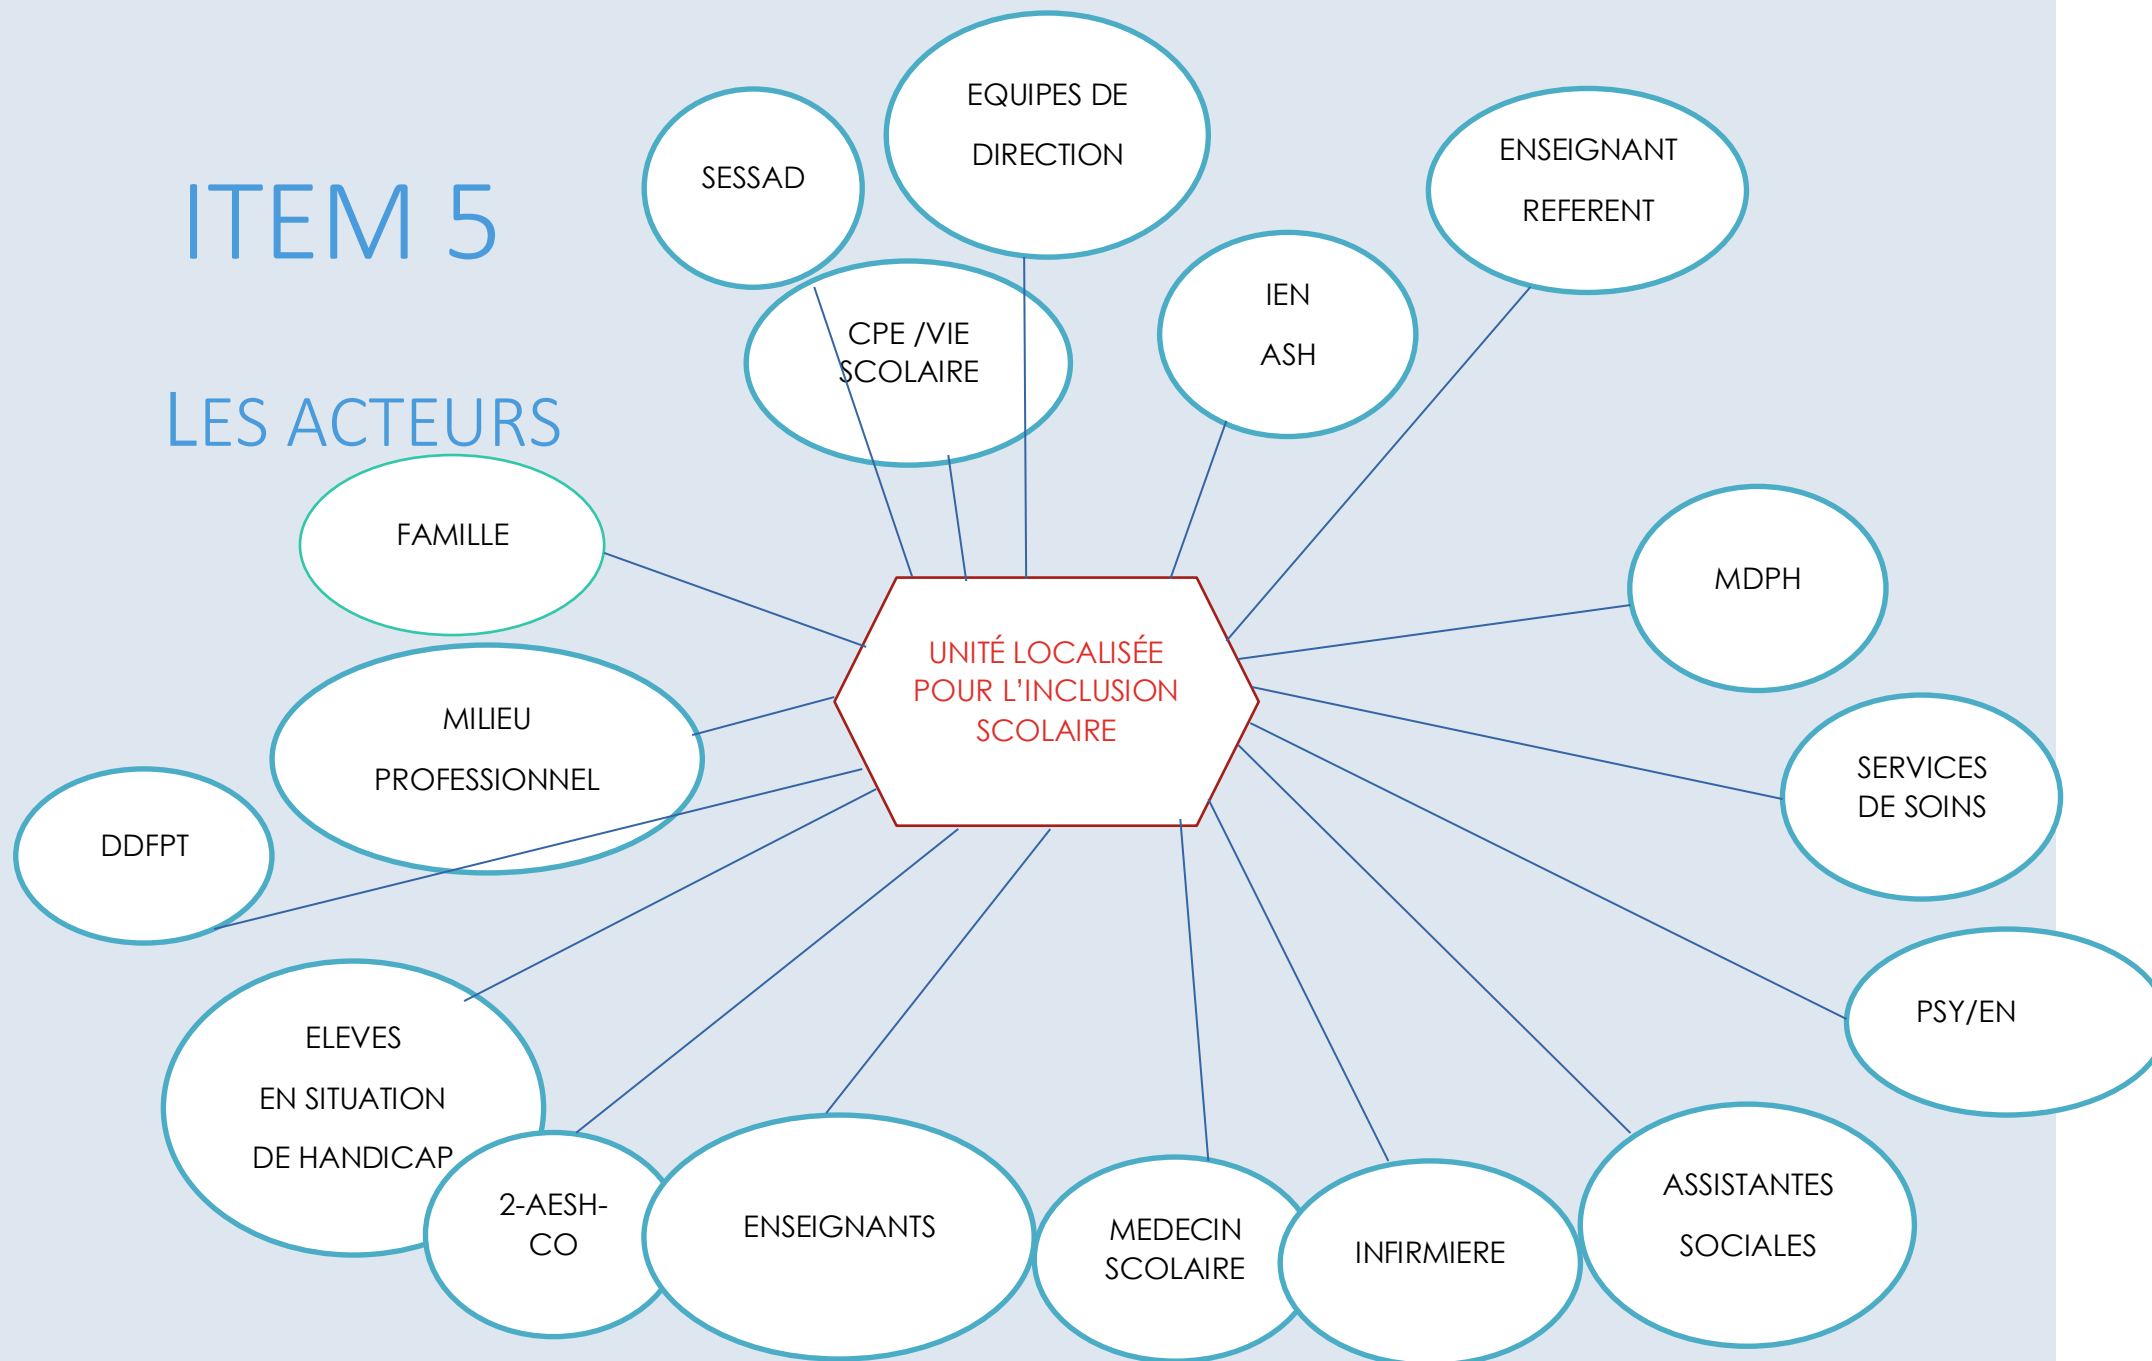 ITEM 5
LES ACTEURS
SESSAD
EQUIPES DE
DIRECTION
ENSEIGNANT
REFERENT
CPE /VIE
SCOLAIRE
IEN
ASH
FAMILLE
MDPH
UNITÉ LOCALISÉE
POUR L’INCLUSION
SCOLAIRE
MILIEU
PROFESSIONNEL
SERVICES
DE SOINS
DDFPT
PSY/EN
ELEVES
EN SITUATION
DE HANDICAP
2-AESH-
CO
ENSEIGNANTS
MEDECIN
SCOLAIRE
INFIRMIERE
ASSISTANTES
SOCIALES